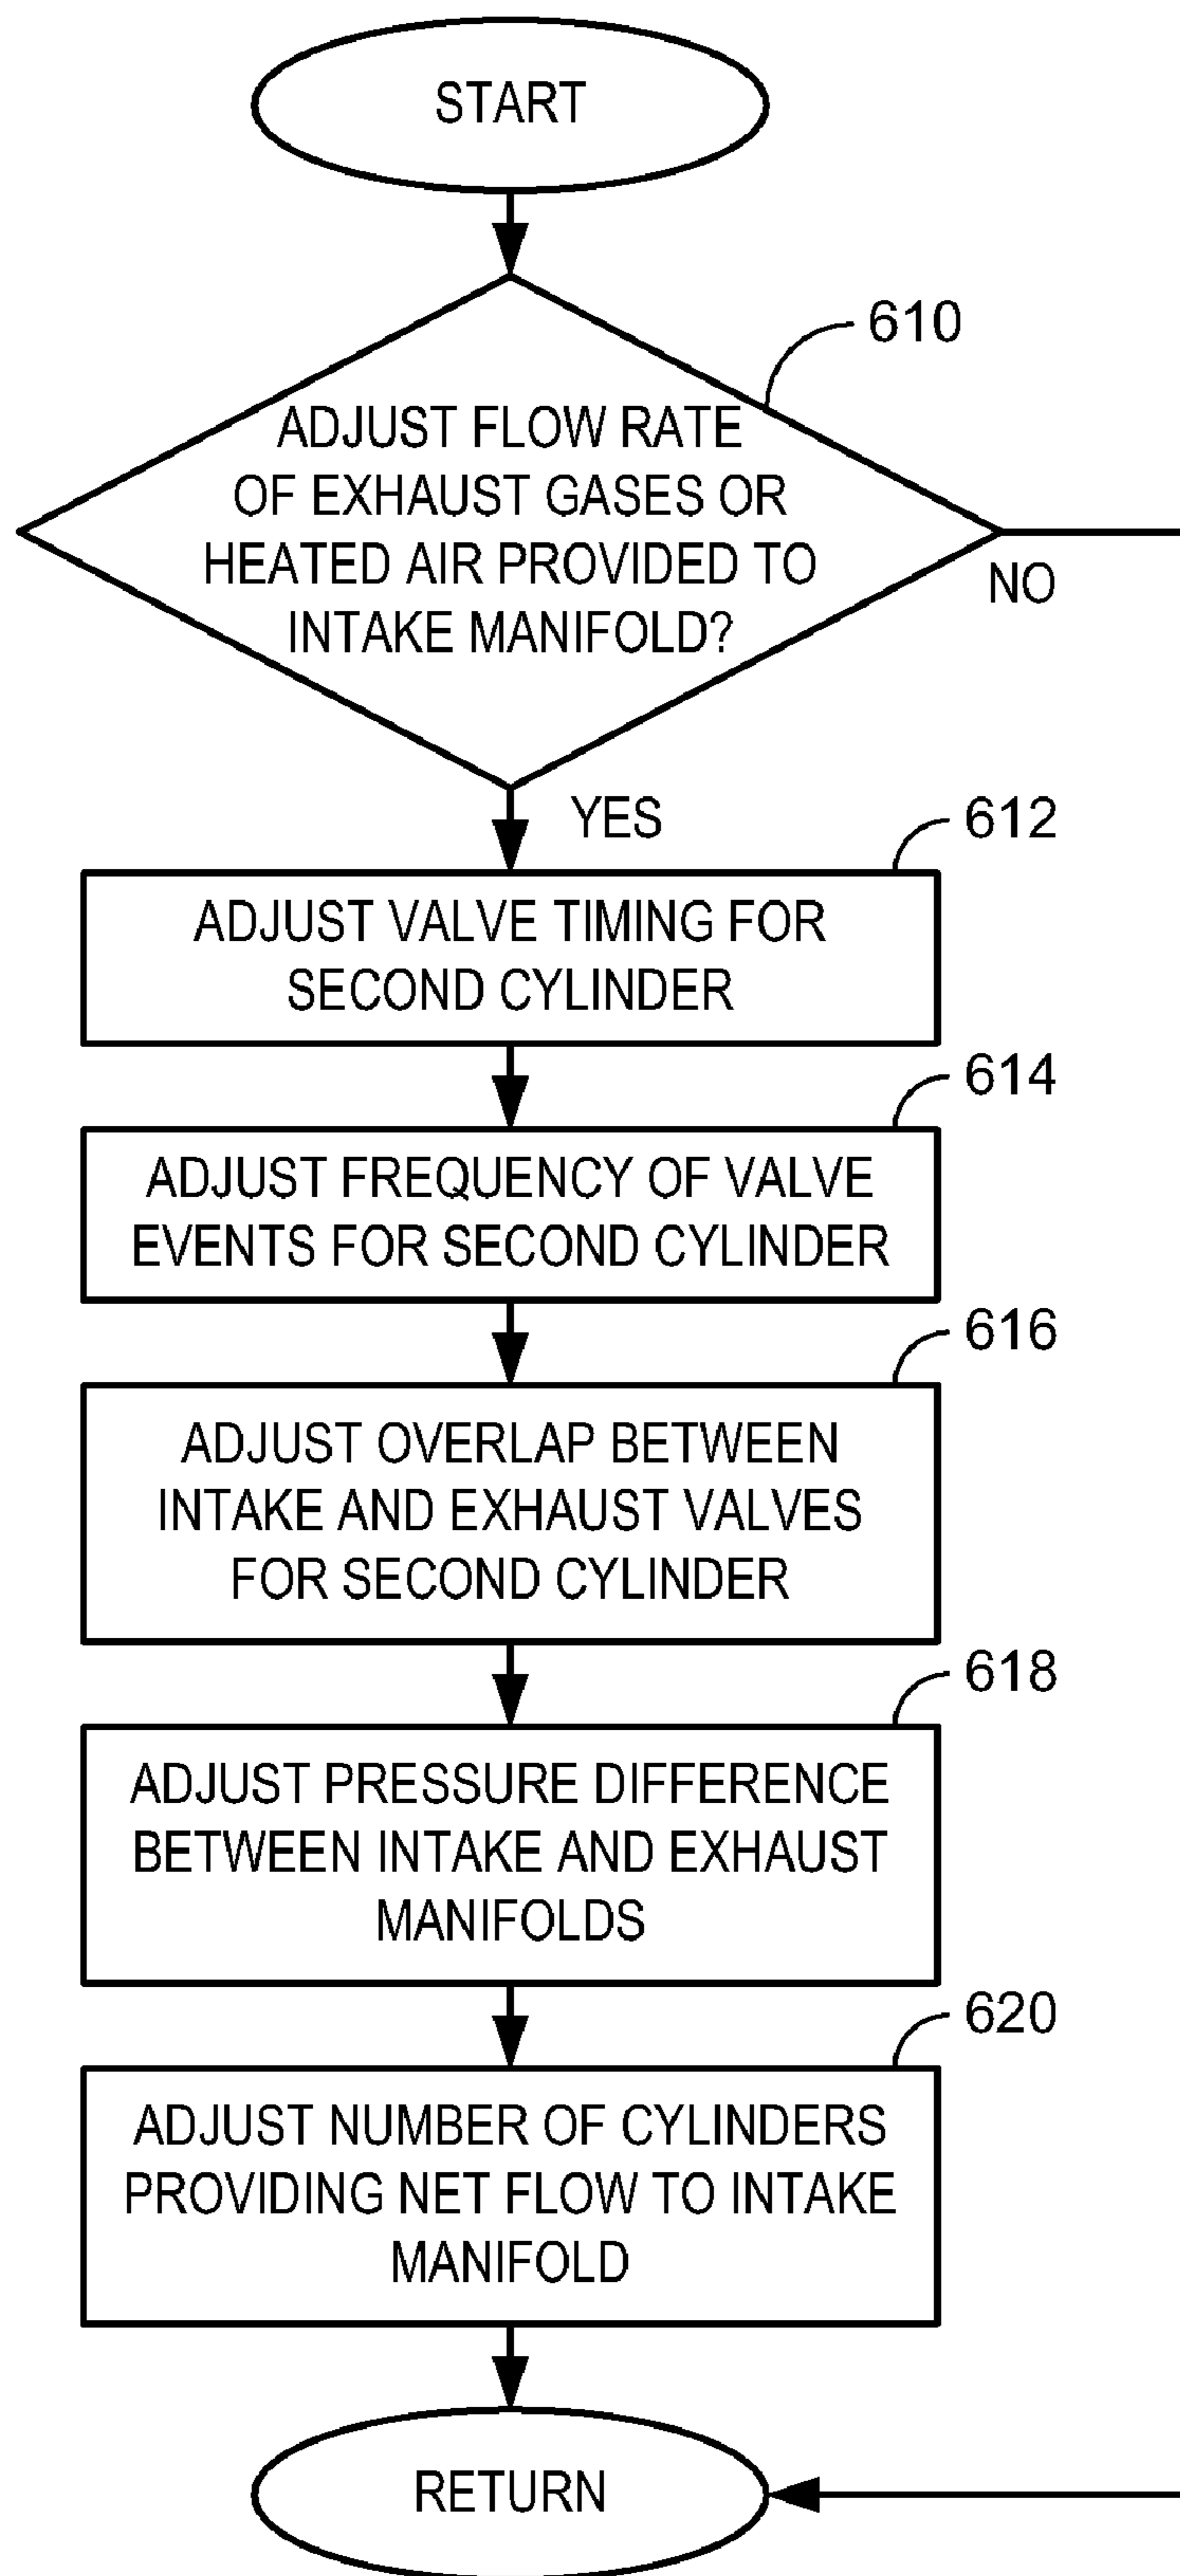 START
610
ADJUST FLOW RATE
OF EXHAUST GASES OR
HEATED AIR PROVIDED TO
INTAKE MANIFOLD?
NO
YES
612
ADJUST VALVE TIMING FOR
SECOND CYLINDER
614
ADJUST FREQUENCY OF VALVE
EVENTS FOR SECOND CYLINDER
616
ADJUST OVERLAP BETWEEN
INTAKE AND EXHAUST VALVES
FOR SECOND CYLINDER
618
ADJUST PRESSURE DIFFERENCE
BETWEEN INTAKE AND EXHAUST
MANIFOLDS
620
ADJUST NUMBER OF CYLINDERS
PROVIDING NET FLOW TO INTAKE
MANIFOLD
RETURN